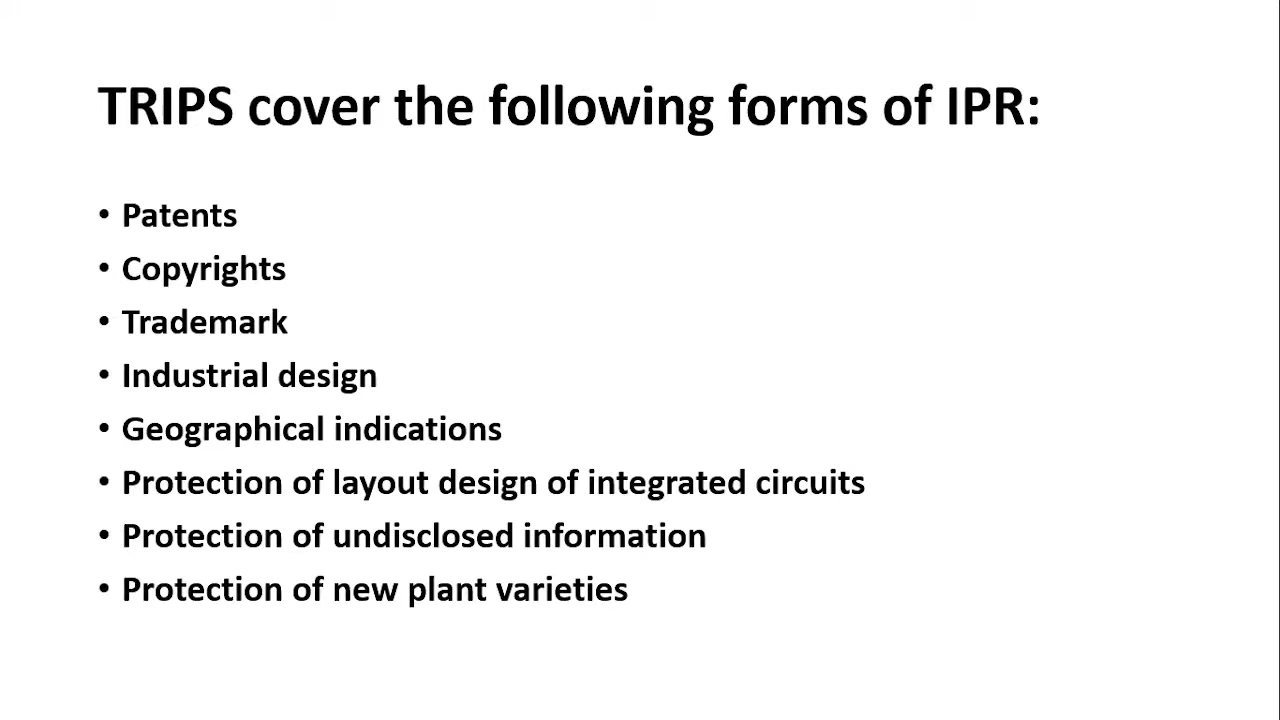 TRIPS cover the following forms of IPR:
• Patents
• Copyrights
• Trademark
• Industrial design
• Geographical indications
• Protection of layout design of integrated circuits
• Protection of undisclosed information
• Protection of new plant varieties